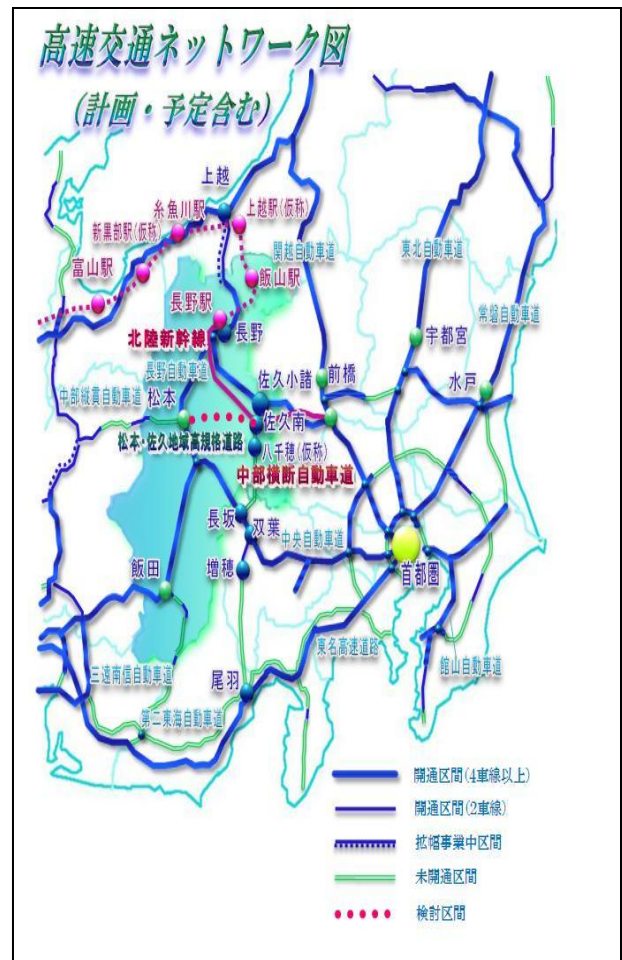 高速交通ネットワーク図
(計画・予定含む)
上越
糸魚川駅
上越駅(仮称)
新黒部駅(仮称)
関越自動車道
東北自動車道
富山駅
飯山駅
常磐自動車道
長野駅
北陸新幹線
長野
宇都宮
長野自動車道
佐久小諸
前橋
水戸
中部縦貫自動車道
松本
佐久南
松本・佐久地域高規格道路
八千穂(仮称)
中部横断自動車道
長坂
双葉
中央自動車道
飯田
増穂
首都圏
東名高速道路
三遠南信自動車道
館山自動車道
尾羽
第二東海自動車道
開通区間(4車線以上)
開通区間(2車線)
拡幅事業中区間
未開通区間
検討区間